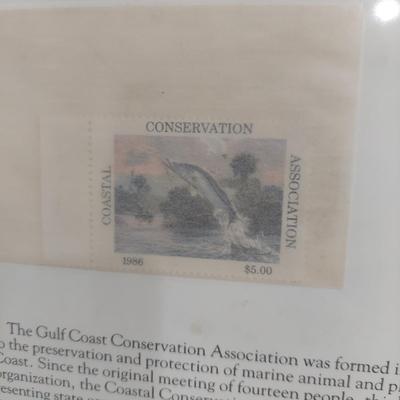 CONSERVATION
COASTAL
ASSOCIATION
1986
$5.00
The Gulf Coast Conservation Association was formed
the preservation and protection of marine animal and
Coast. Since the original meeting of fourteen people,
organization, the Coastal
state